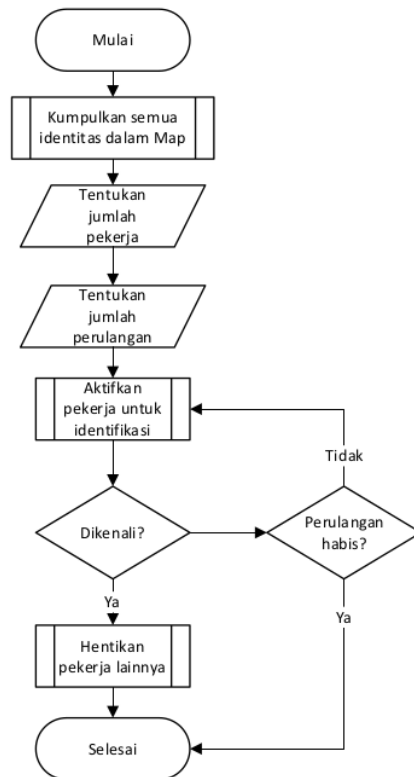 Mulai
Kumpulkan semua
identitas dalam Map
Tentukan
jumlah
pekerja
Tentukan
jumlah
perulangan
Aktifkan
pekerja untuk
identifikasi
Tidak
Dikenali?
Perulangan
habis?
Ya
Ya
Hentikan
pekerja lainnya
Selesai